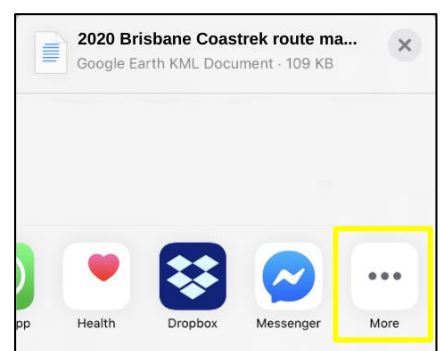 2020 Brisbane Coastrek route ma...
Google Earth KML Document · 109 KB
pp Health Dropbox Messenger More